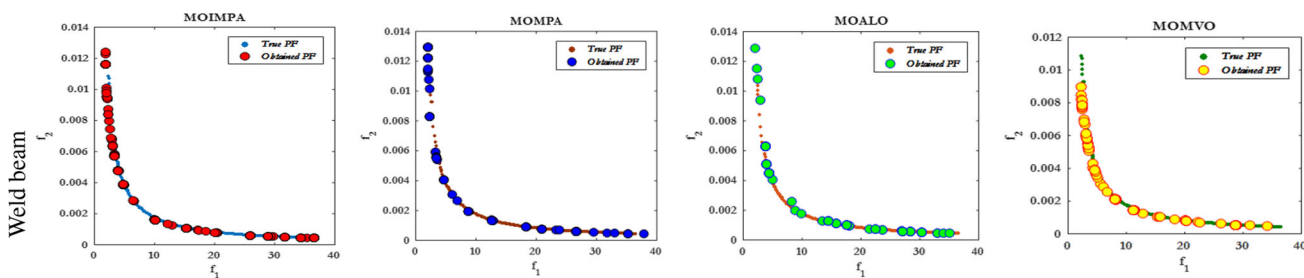 Weld beam
MOIMPA
0.014
0.012
0.01
0.008
0.006
0.004
0.002
0
0 10 20 30 40
f2
f1
True PF
Obtained PF
MOMPA
0.014
0.012
0.01
0.008
0.006
0.004
0.002
0
0 10 20 30 40
f2
f1
True PF
Obtained PF
MOALO
0.014
0.012
0.01
0.008
0.006
0.004
0.002
0
0 10 20 30 40
f2
f1
True PF
Obtained PF
MOMVO
0.012
0.01
0.008
0.006
0.004
0.002
0
0 10 20 30 40
f2
f1
True PF
Obtained PF